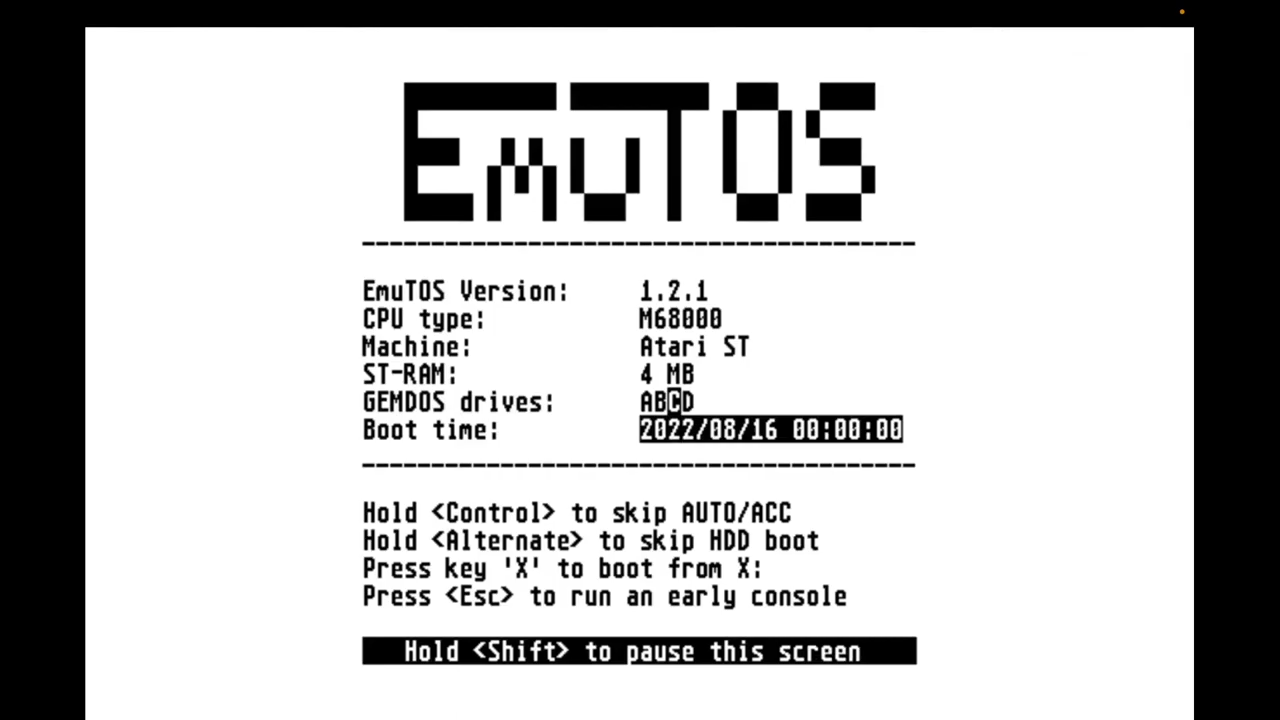 EmuTOS
EmuTOS Version: 1.2.1
CPU type: M68000
Machine: Atari ST
ST-RAM: 4 MB
GEMDOS drives: ABCD
Boot time: 2022/08/16 00:00:00
Hold <Control> to skip AUTO/ACC
Hold <Alternate> to skip HDD boot
Press key 'X' to boot from X:
Press <Esc> to run an early console
Hold <Shift> to pause this screen